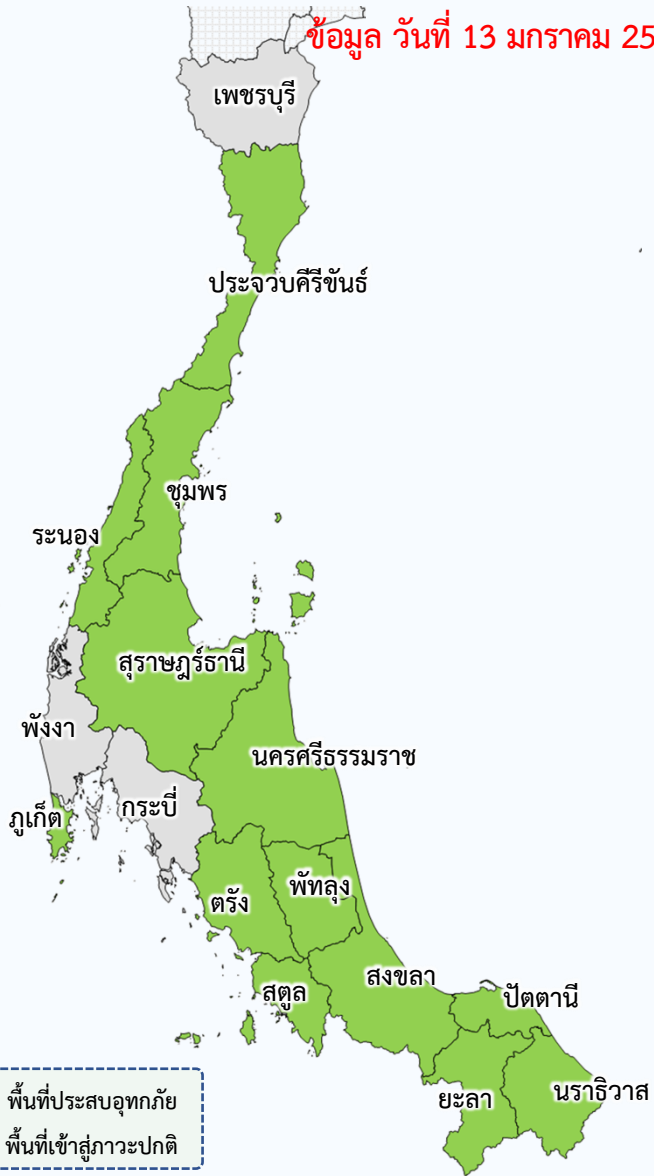 ข้อมูล วันที่ 13 มกราคม 25
เพชรบุรี
ประจวบคีรีขันธ์
ชุมพร
ระนอง
สุราษฎร์ธานี
พังงา
นครศรีธรรมราช
กระบี่
ภูเก็ต
พัทลุง
ตรัง
สงขลา
สตูล
ปัตตานี
นราธิวาส
ยะลา
พื้นที่ประสบอุทกภัย
พื้นที่เข้าสู่ภาวะปกติ